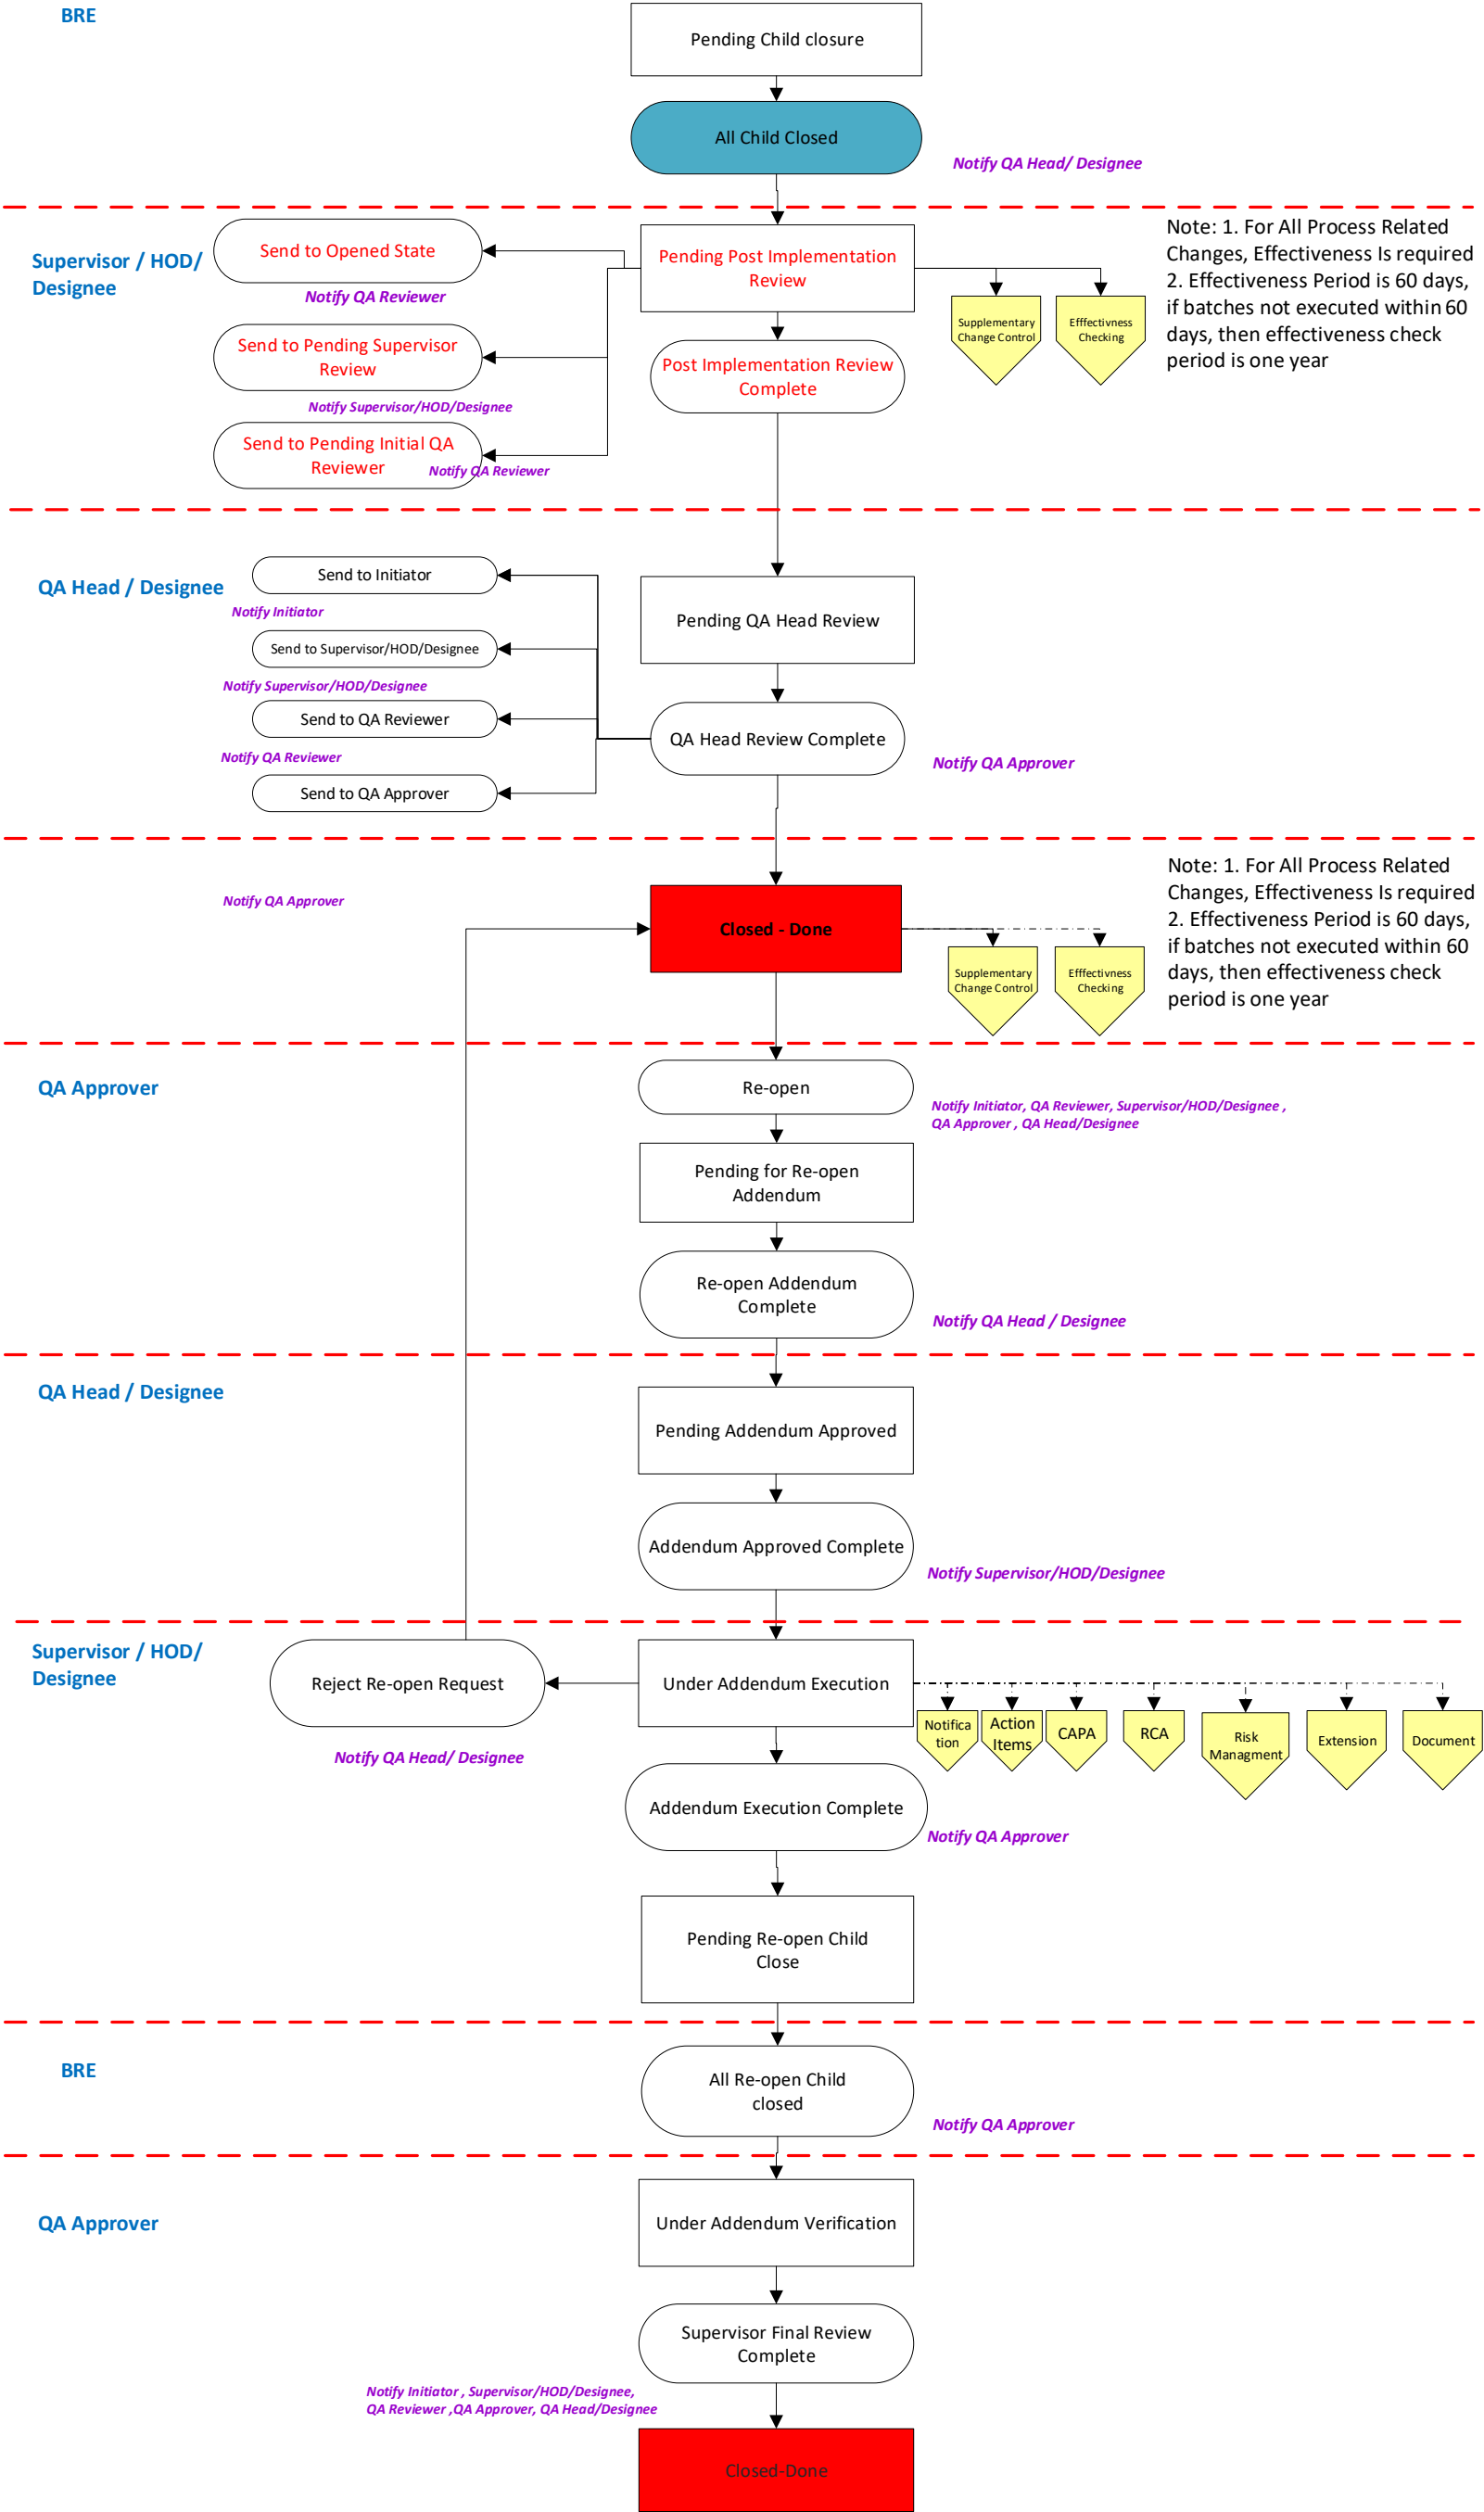 BRE
Pending Child closure
All Child Closed
Notify QA Head/ Designee
Supervisor / HOD/
Designee
Send to Opened State
Notify QA Reviewer
Send to Pending Supervisor
Review
Notify Supervisor/HOD/Designee
Send to Pending Initial QA
Reviewer
Notify QA Reviewer
Pending Post Implementation
Review
Post Implementation Review
Complete
Supplementary
Change Control
Efffectivness
Checking
Note: 1. For All Process Related
Changes, Effectiveness Is required
2. Effectiveness Period is 60 days,
if batches not executed within 60
days, then effectiveness check
period is one year
QA Head / Designee
Send to Initiator
Notify Initiator
Send to Supervisor/HOD/Designee
Notify Supervisor/HOD/Designee
Send to QA Reviewer
Notify QA Reviewer
Send to QA Approver
Pending QA Head Review
QA Head Review Complete
Notify QA Approver
Notify QA Approver
Closed - Done
Supplementary
Change Control
Efffectivness
Checking
Note: 1. For All Process Related
Changes, Effectiveness Is required
2. Effectiveness Period is 60 days,
if batches not executed within 60
days, then effectiveness check
period is one year
QA Approver
Re-open
Notify Initiator, QA Reviewer, Supervisor/HOD/Designee ,
QA Approver , QA Head/Designee
Pending for Re-open
Addendum
Re-open Addendum
Complete
Notify QA Head / Designee
QA Head / Designee
Pending Addendum Approved
Addendum Approved Complete
Notify Supervisor/HOD/Designee
Supervisor / HOD/
Designee
Reject Re-open Request
Notify QA Head/ Designee
Under Addendum Execution
Notifica
tion
Action
Items
CAPA
RCA
Risk
Managment
Extension
Document
Addendum Execution Complete
Notify QA Approver
Pending Re-open Child
Close
BRE
All Re-open Child
closed
Notify QA Approver
QA Approver
Under Addendum Verification
Supervisor Final Review
Complete
Notify Initiator , Supervisor/HOD/Designee,
QA Reviewer ,QA Approver, QA Head/Designee
Closed-Done